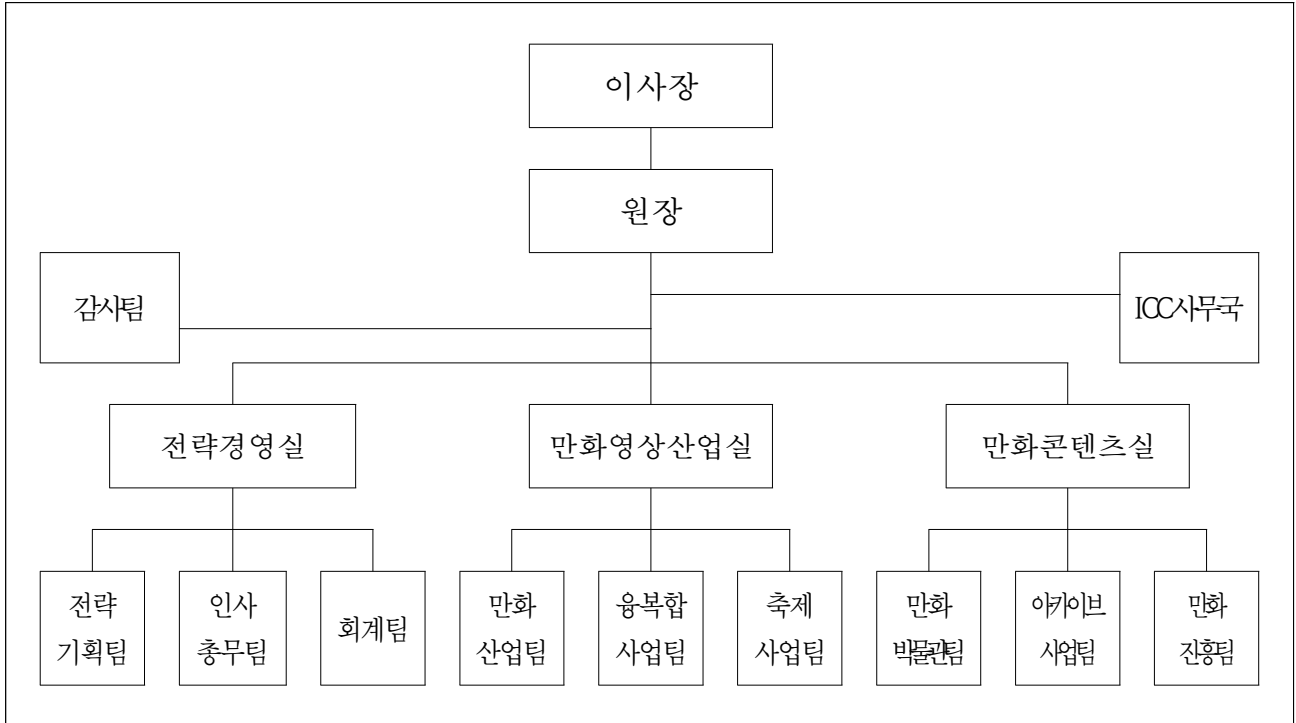 이사장
원장
감사팀
ICC사무국
전략경영실
만화영상산업실
만화콘텐츠실
전략
기획팀
인사
총무팀
회계팀
만화
산업팀
융복합
사업팀
축제
사업팀
만화
박물관팀
아카이브
사업팀
만화
진흥팀